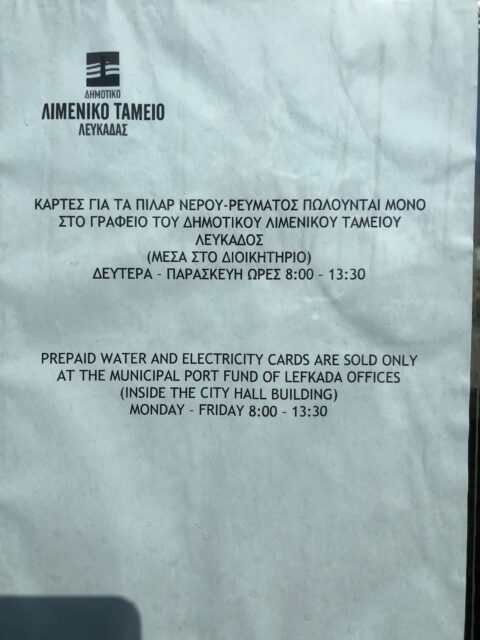 ΔΗΜΟΤΙΚΟ
ΛΙΜΕΝΙΚΟ ΤΑΜΕΙΟ
ΛΕΥΚΑΔΑΣ
ΚΑΡΤΕΣ ΓΙΑ ΤΑ ΠΙΛΑΡ ΝΕΡΟΥ-ΡΕΥΜΑΤΟΣ ΠΩΛΟΥΝΤΑΙ ΜΟΝΟ
ΣΤΟ ΓΡΑΦΕΙΟ ΤΟΥ ΔΗΜΟΤΙΚΟΥ ΛΙΜΕΝΙΚΟΥ ΤΑΜΕΙΟΥ
ΛΕΥΚΑΔΟΣ
(ΜΕΣΑ ΣΤΟ ΔΙΟΙΚΗΤΗΡΙΟ)
ΔΕΥΤΕΡΑ - ΠΑΡΑΣΚΕΥΗ ΩΡΕΣ 8:00 - 13:30
PREPAID WATER AND ELECTRICITY CARDS ARE SOLD ONLY
AT THE MUNICIPAL PORT FUND OF LEFKADA OFFICES
(INSIDE THE CITY HALL BUILDING)
MONDAY - FRIDAY 8:00 - 13:30